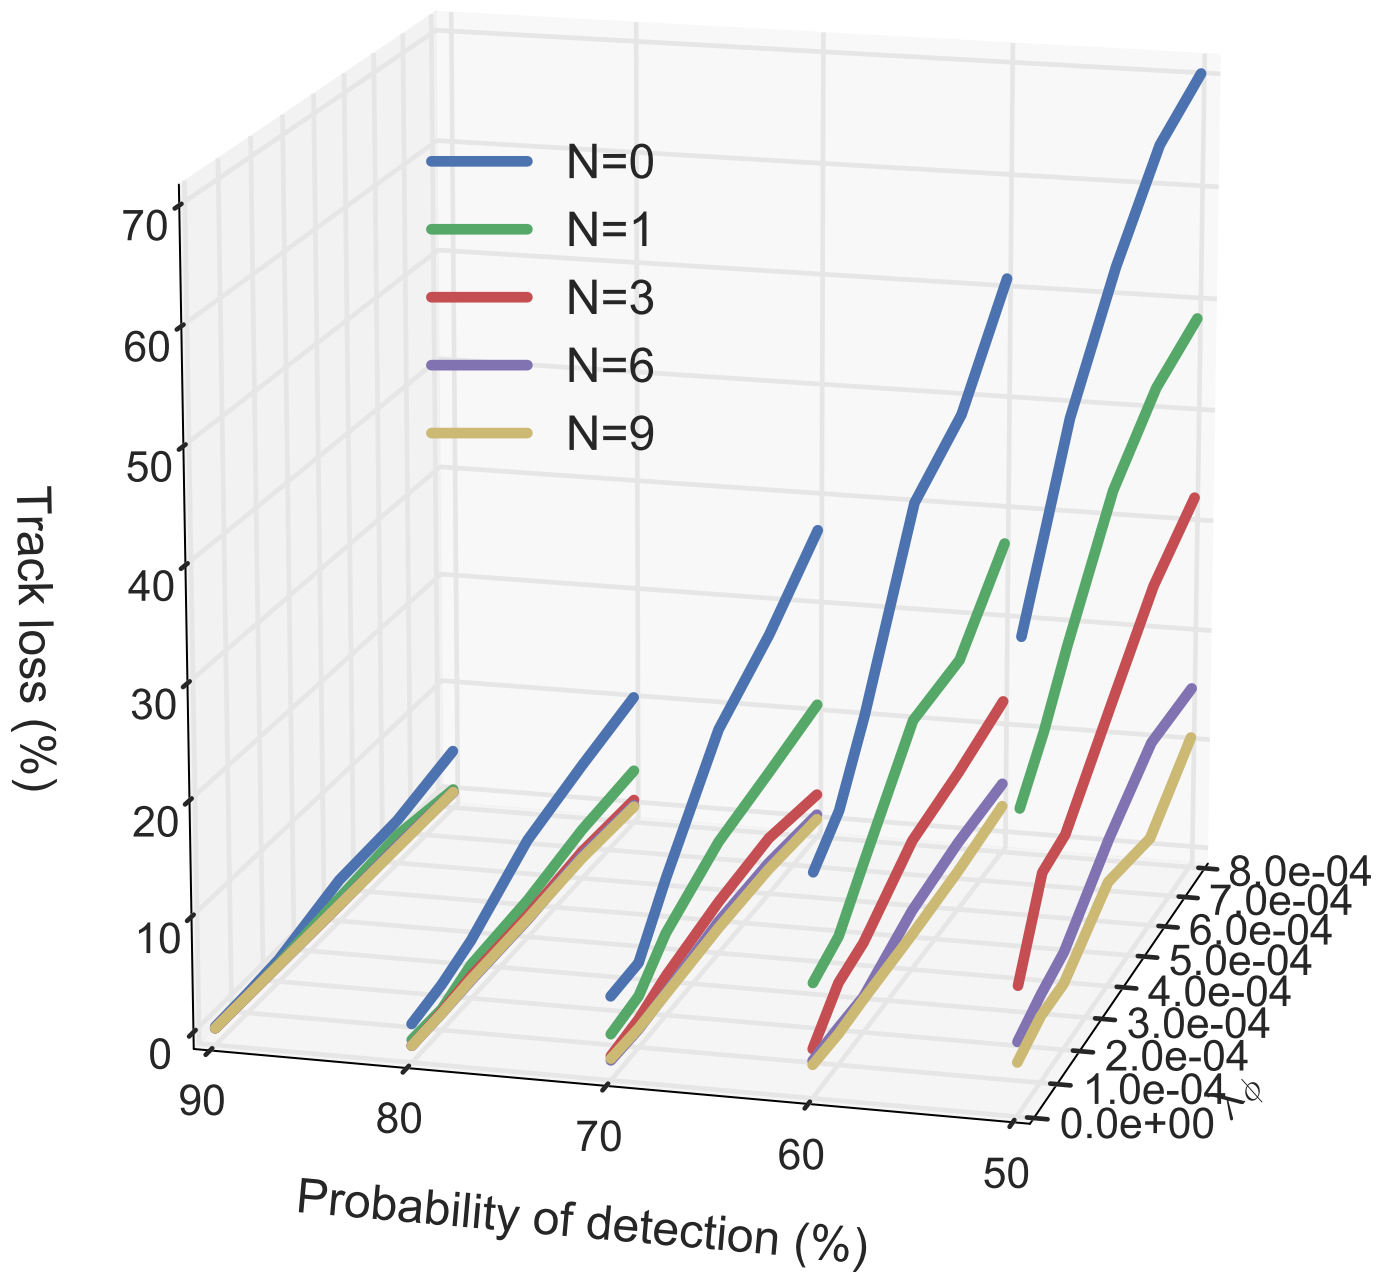 N=0
N=1
N=3
N=6
N=9
Track loss (%)
70
60
50
40
30
20
10
0
90
80
70
60
50
Probability of detection (%)
8.0e-04
7.0e-04
6.0e-04
5.0e-04
4.0e-04
3.0e-04
2.0e-04
1.0e-04
0.0e+00
λ_ϕ